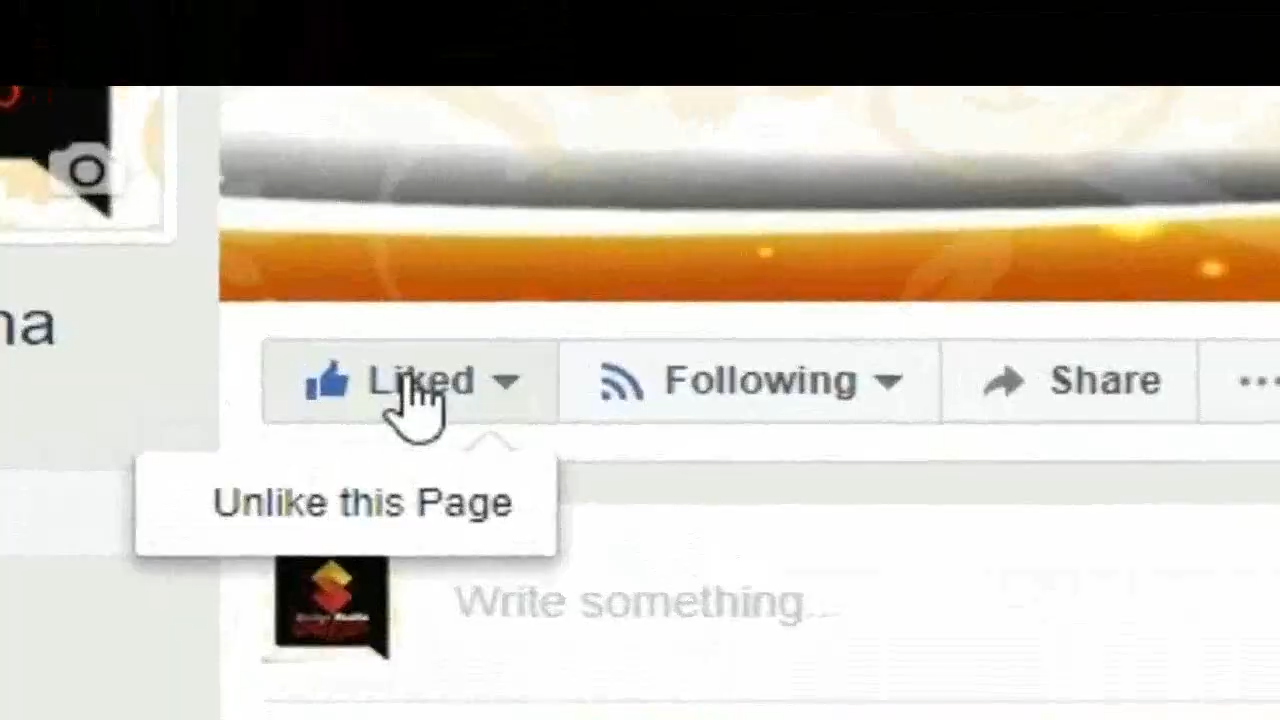 na
Liked
Following
Share
Unlike this Page
Write something...